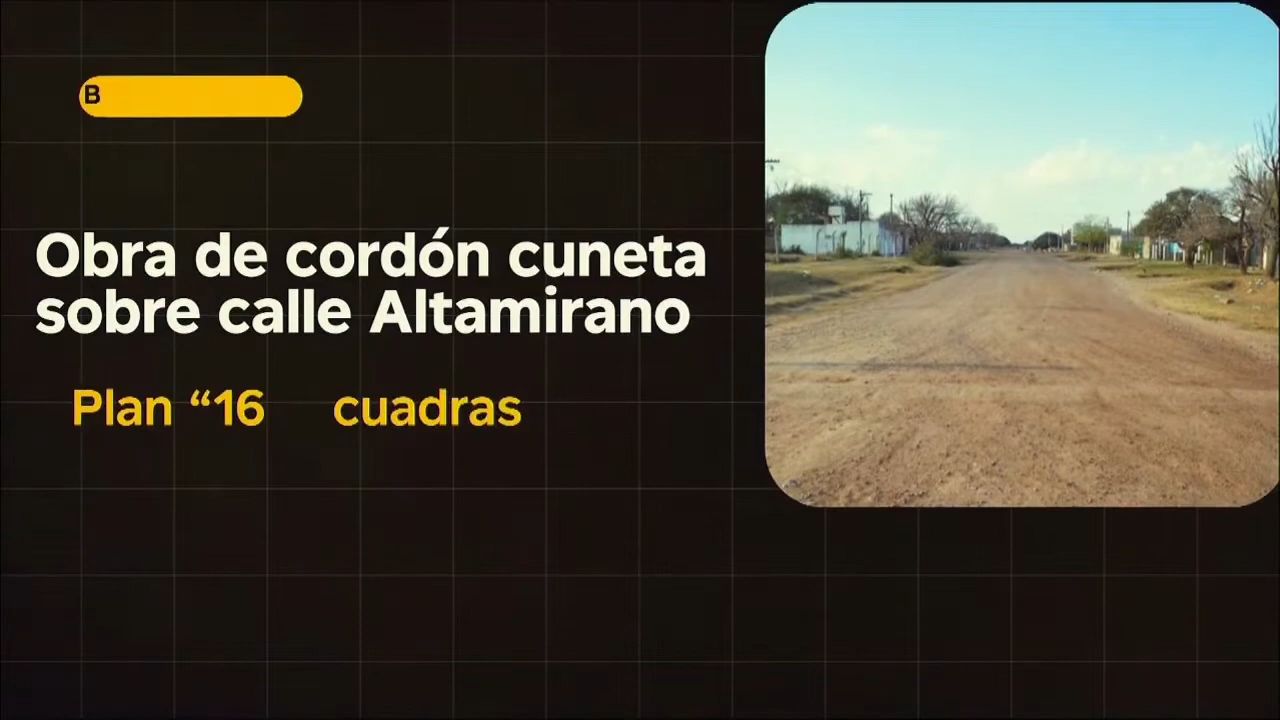 B
Obra de cordón cuneta
sobre calle Altamirano
Plan “16 cuadras